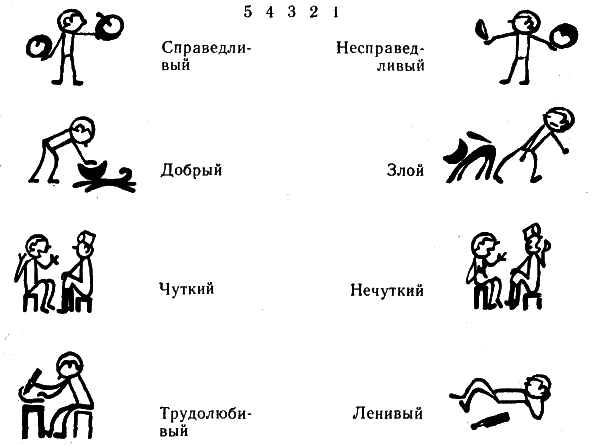 5 4 3 2 1
Справедли-
вый
Несправед-
ливый
Добрый
Злой
Чуткий
Нечуткий
Трудолюби-
вый
Ленивый